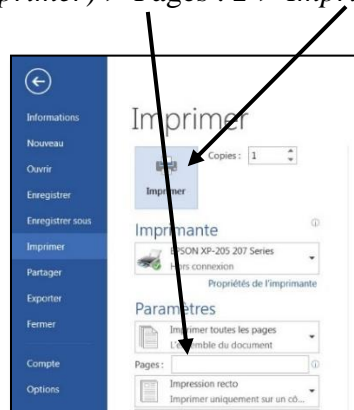 primer) > Pages : 2 > Impr
Informations
Nouveau
Ouvrir
Enregistrer
Enregistrer sous
Imprimer
Partager
Exporter
Fermer
Compte
Options
Imprimer
Copies : 1
Imprimer
Imprimante
EPSON XP-205 207 Series
Hors connexion
Propriétés de l'imprimante
Paramètres
Imprimer toutes les pages
L'ensemble du document
Pages :
Impression recto
Imprimer uniquement sur un cô...